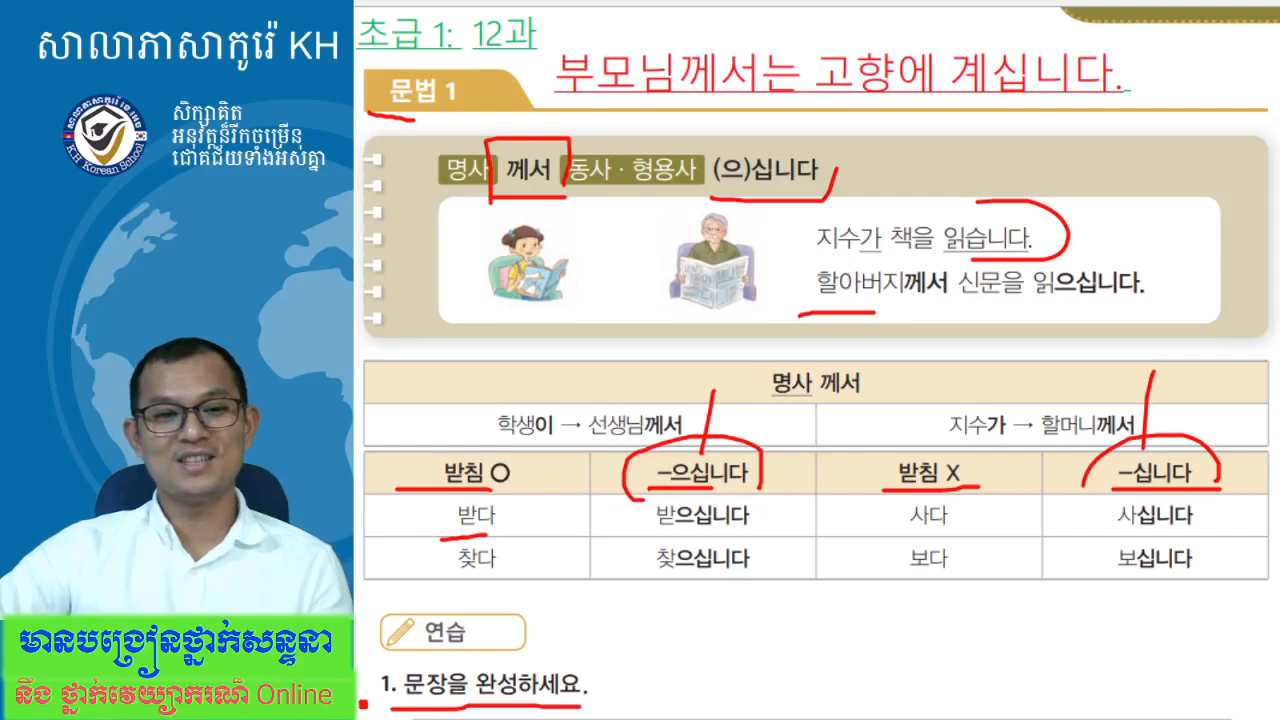 សាលាភាសាកូរ៉េ KH
សិក្សាគិត
អនុវត្តន៏រីកចម្រើន
ជោគជ័យទាំងអស់គ្នា
KH Korean School
មានបង្រៀនថ្នាក់សន្ទនា
និង ថ្នាក់វេយ្យាករណ៏ Online
초급 1: 12과
부모님께서는 고향에 계십니다.
문법 1
명사 께서 동사 · 형용사 (으)십니다
지수가 책을 읽습니다.
할아버지께서 신문을 읽으십니다.
명사 께서
학생이 → 선생님께서 지수가 → 할머니께서
받침 O –으십니다 받침 X –십니다
받다 받으십니다 사다 사십니다
찾다 찾으십니다 보다 보십니다
연습
1. 문장을 완성하세요.